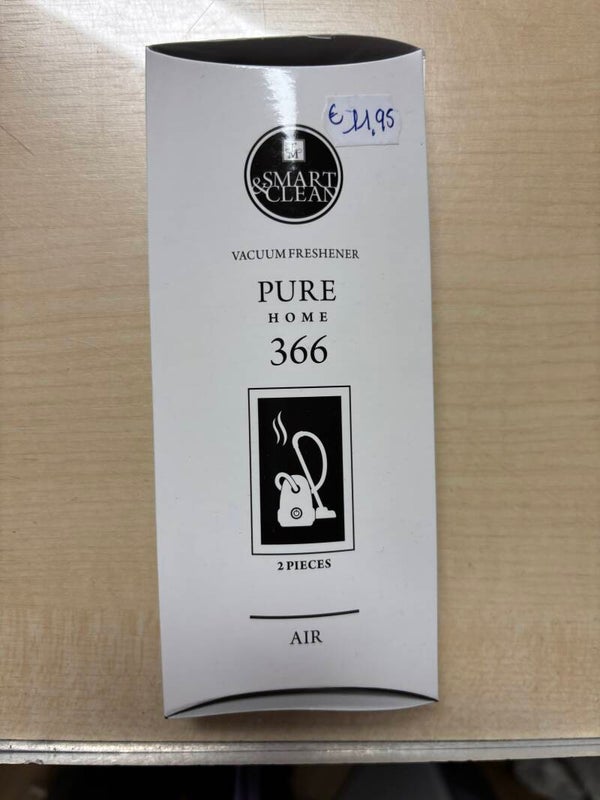 € 11,95
&SMART
CLEAN
VACUUM FRESHENER
PURE
HOME
366
2 PIECES
AIR